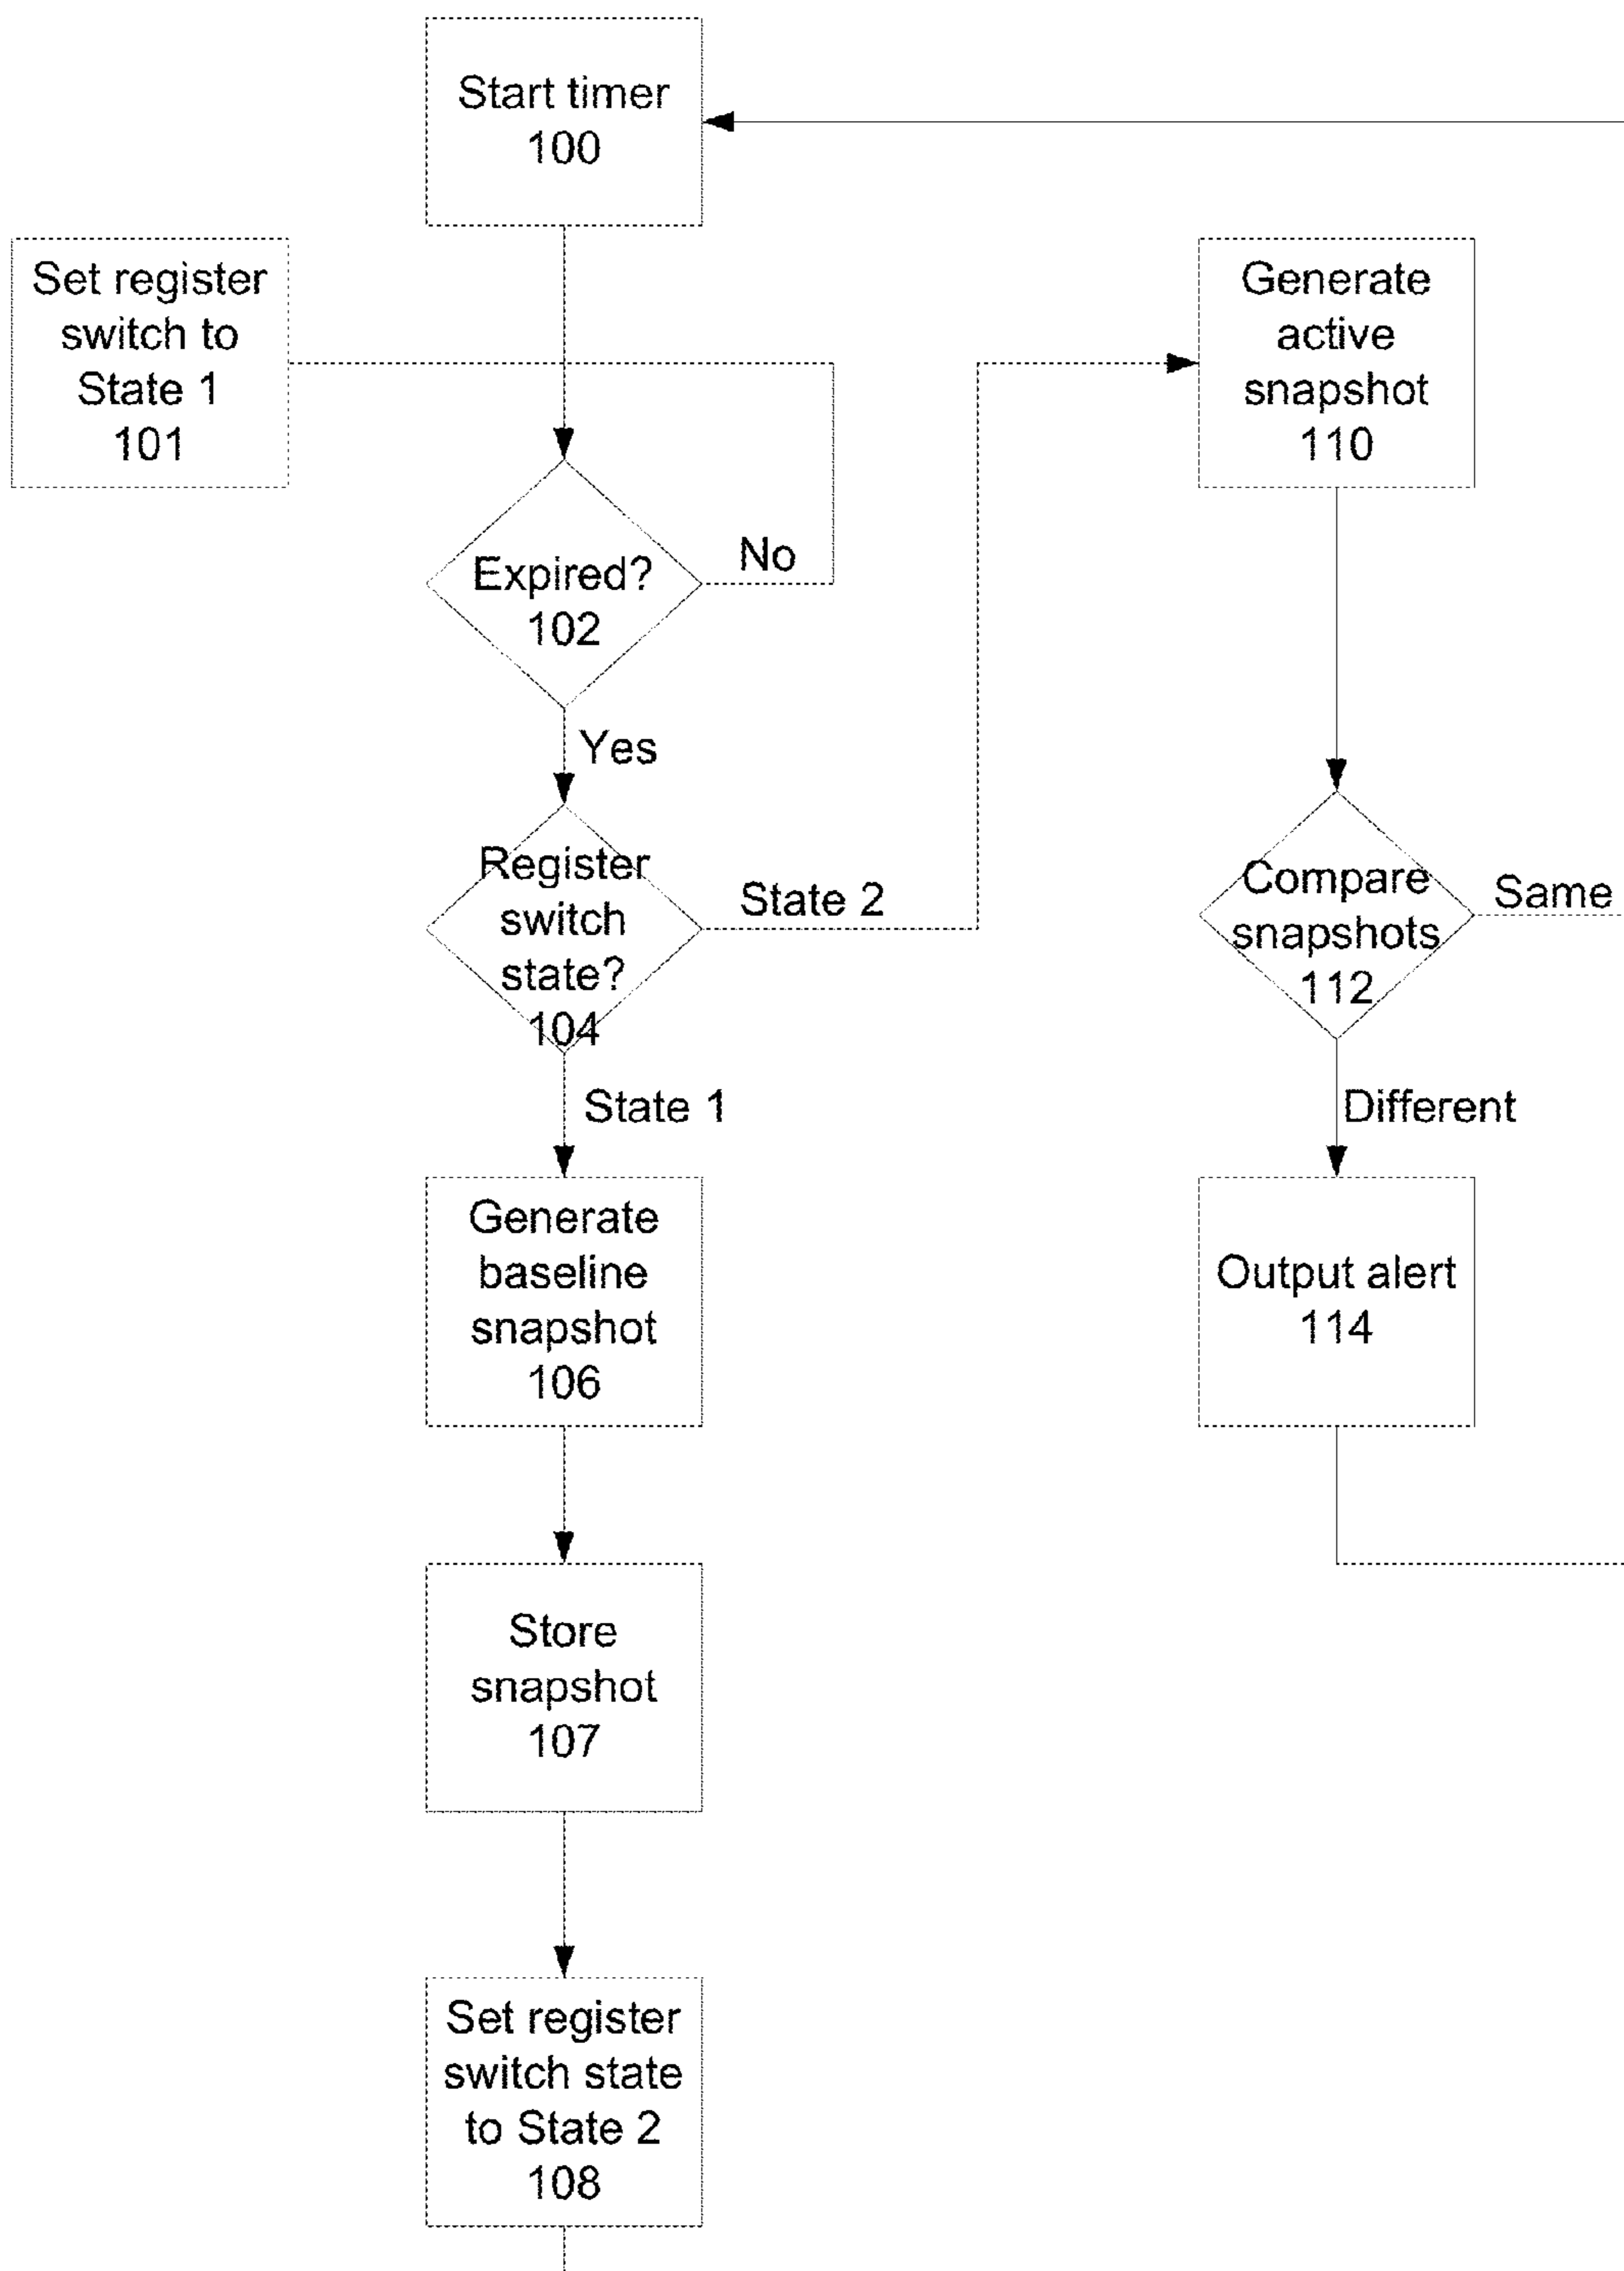 Start timer
100
Set register
switch to
State 1
101
Generate
active
snapshot
110
Expired?
102
No
Yes
Register
switch
state?
104
State 2
Compare
snapshots
112
Same
State 1
Different
Generate
baseline
snapshot
106
Output alert
114
Store
snapshot
107
Set register
switch state
to State 2
108